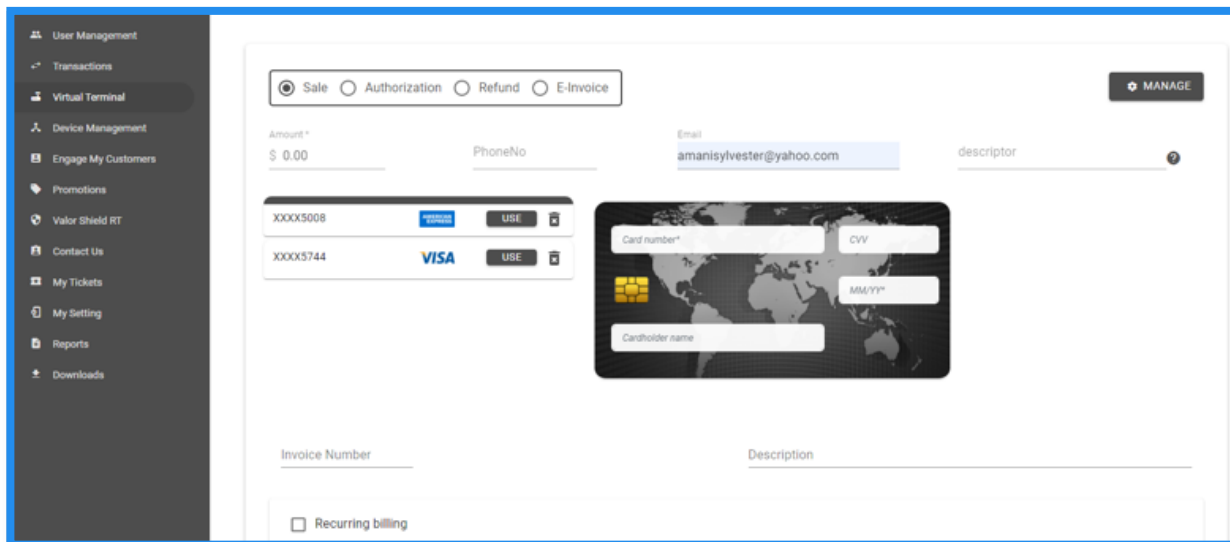 User Management
Transactions
Virtual Terminal
Device Management
Engage My Customers
Promotions
Valor Shield RT
Contact Us
My Tickets
My Setting
Reports
Downloads
Sale Authorization Refund E-Invoice
MANAGE
Amount * Email
$ 0.00 PhoneNo amanisylvester@yahoo.com descriptor
XXXX5008 AMERICAN EXPRESS USE
XXXX5744 VISA USE
Card number* CVV
MM/YY*
Cardholder name
Invoice Number Description
Recurring billing